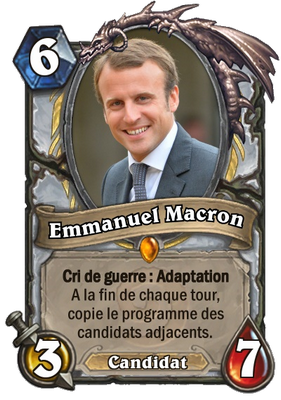 6
Emmanuel Macron
Cri de guerre : Adaptation
A la fin de chaque tour,
copie le programme des
candidats adjacents.
3
Candidat
7